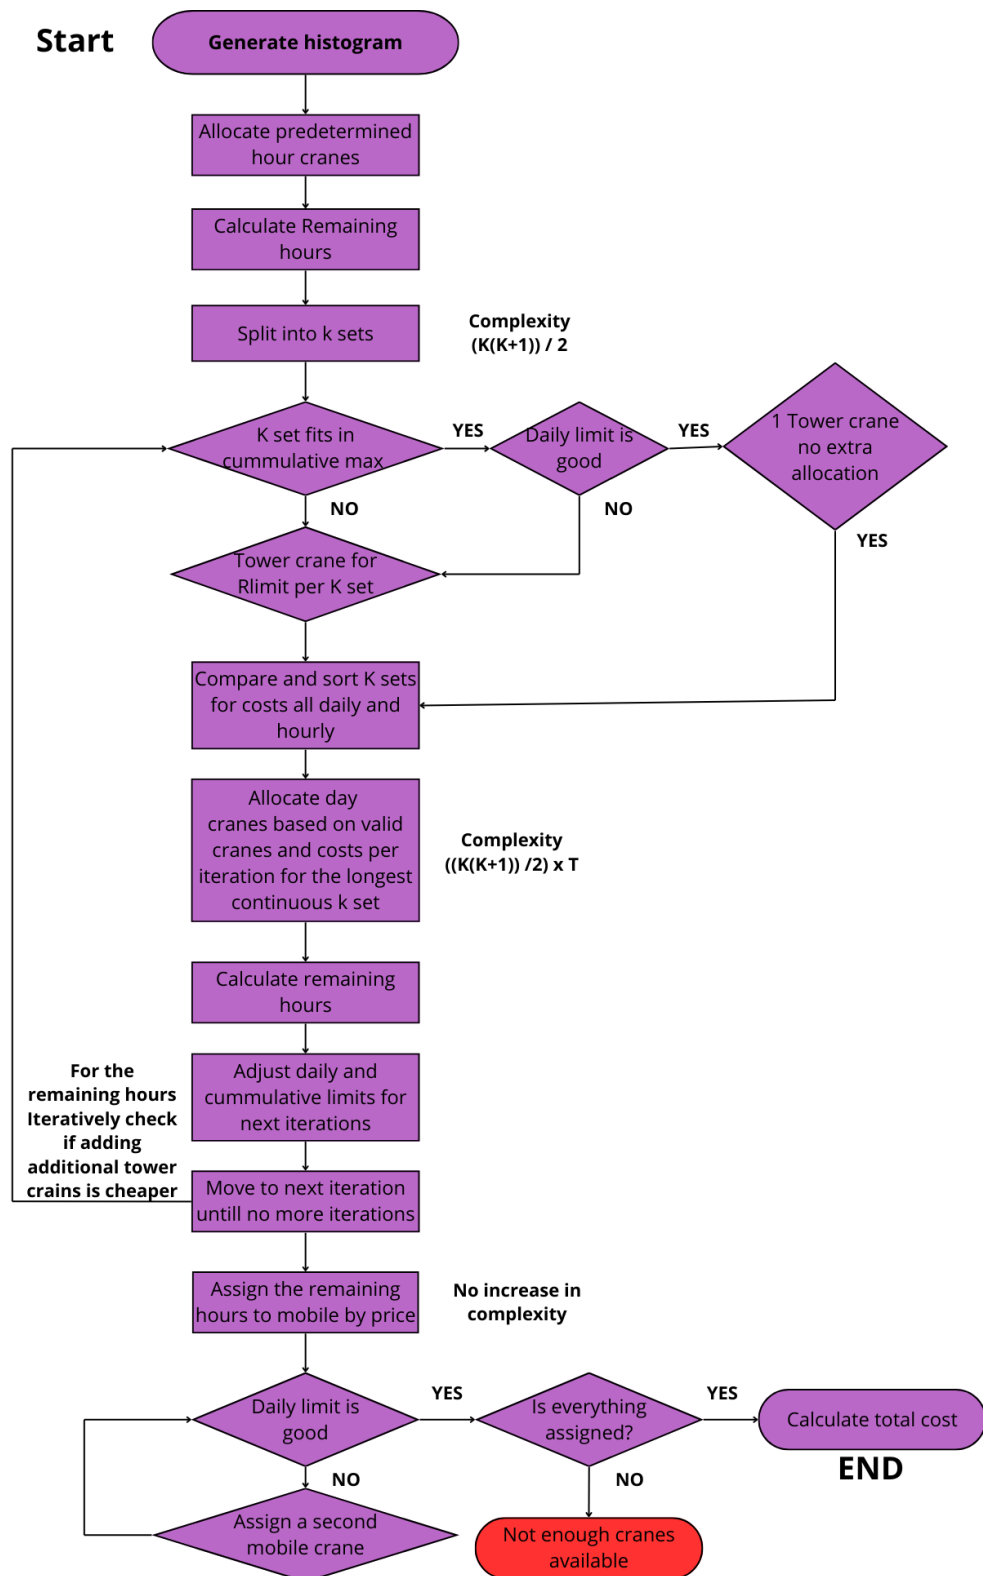 Start
Generate histogram
Allocate predetermined
hour cranes
Calculate Remaining
hours
Split into k sets
Complexity
(K(K+1)) / 2
K set fits in
cummulative max
YES
Daily limit is
good
YES
1 Tower crane
no extra
allocation
NO
NO
YES
Tower crane for
Rlimit per K set
Compare and sort K sets
for costs all daily and
hourly
Allocate day
cranes based on valid
cranes and costs per
iteration for the longest
continuous k set
Complexity
((K(K+1)) /2) x T
Calculate remaining
hours
Adjust daily and
cummulative limits for
next iterations
For the
remaining hours
Iteratively check
if adding
additional tower
crains is cheaper
Move to next iteration
untill no more iterations
Assign the remaining
hours to mobile by price
No increase in
complexity
Daily limit is
good
YES
Is everything
assigned?
YES
Calculate total cost
END
NO
NO
Assign a second
mobile crane
Not enough cranes
available